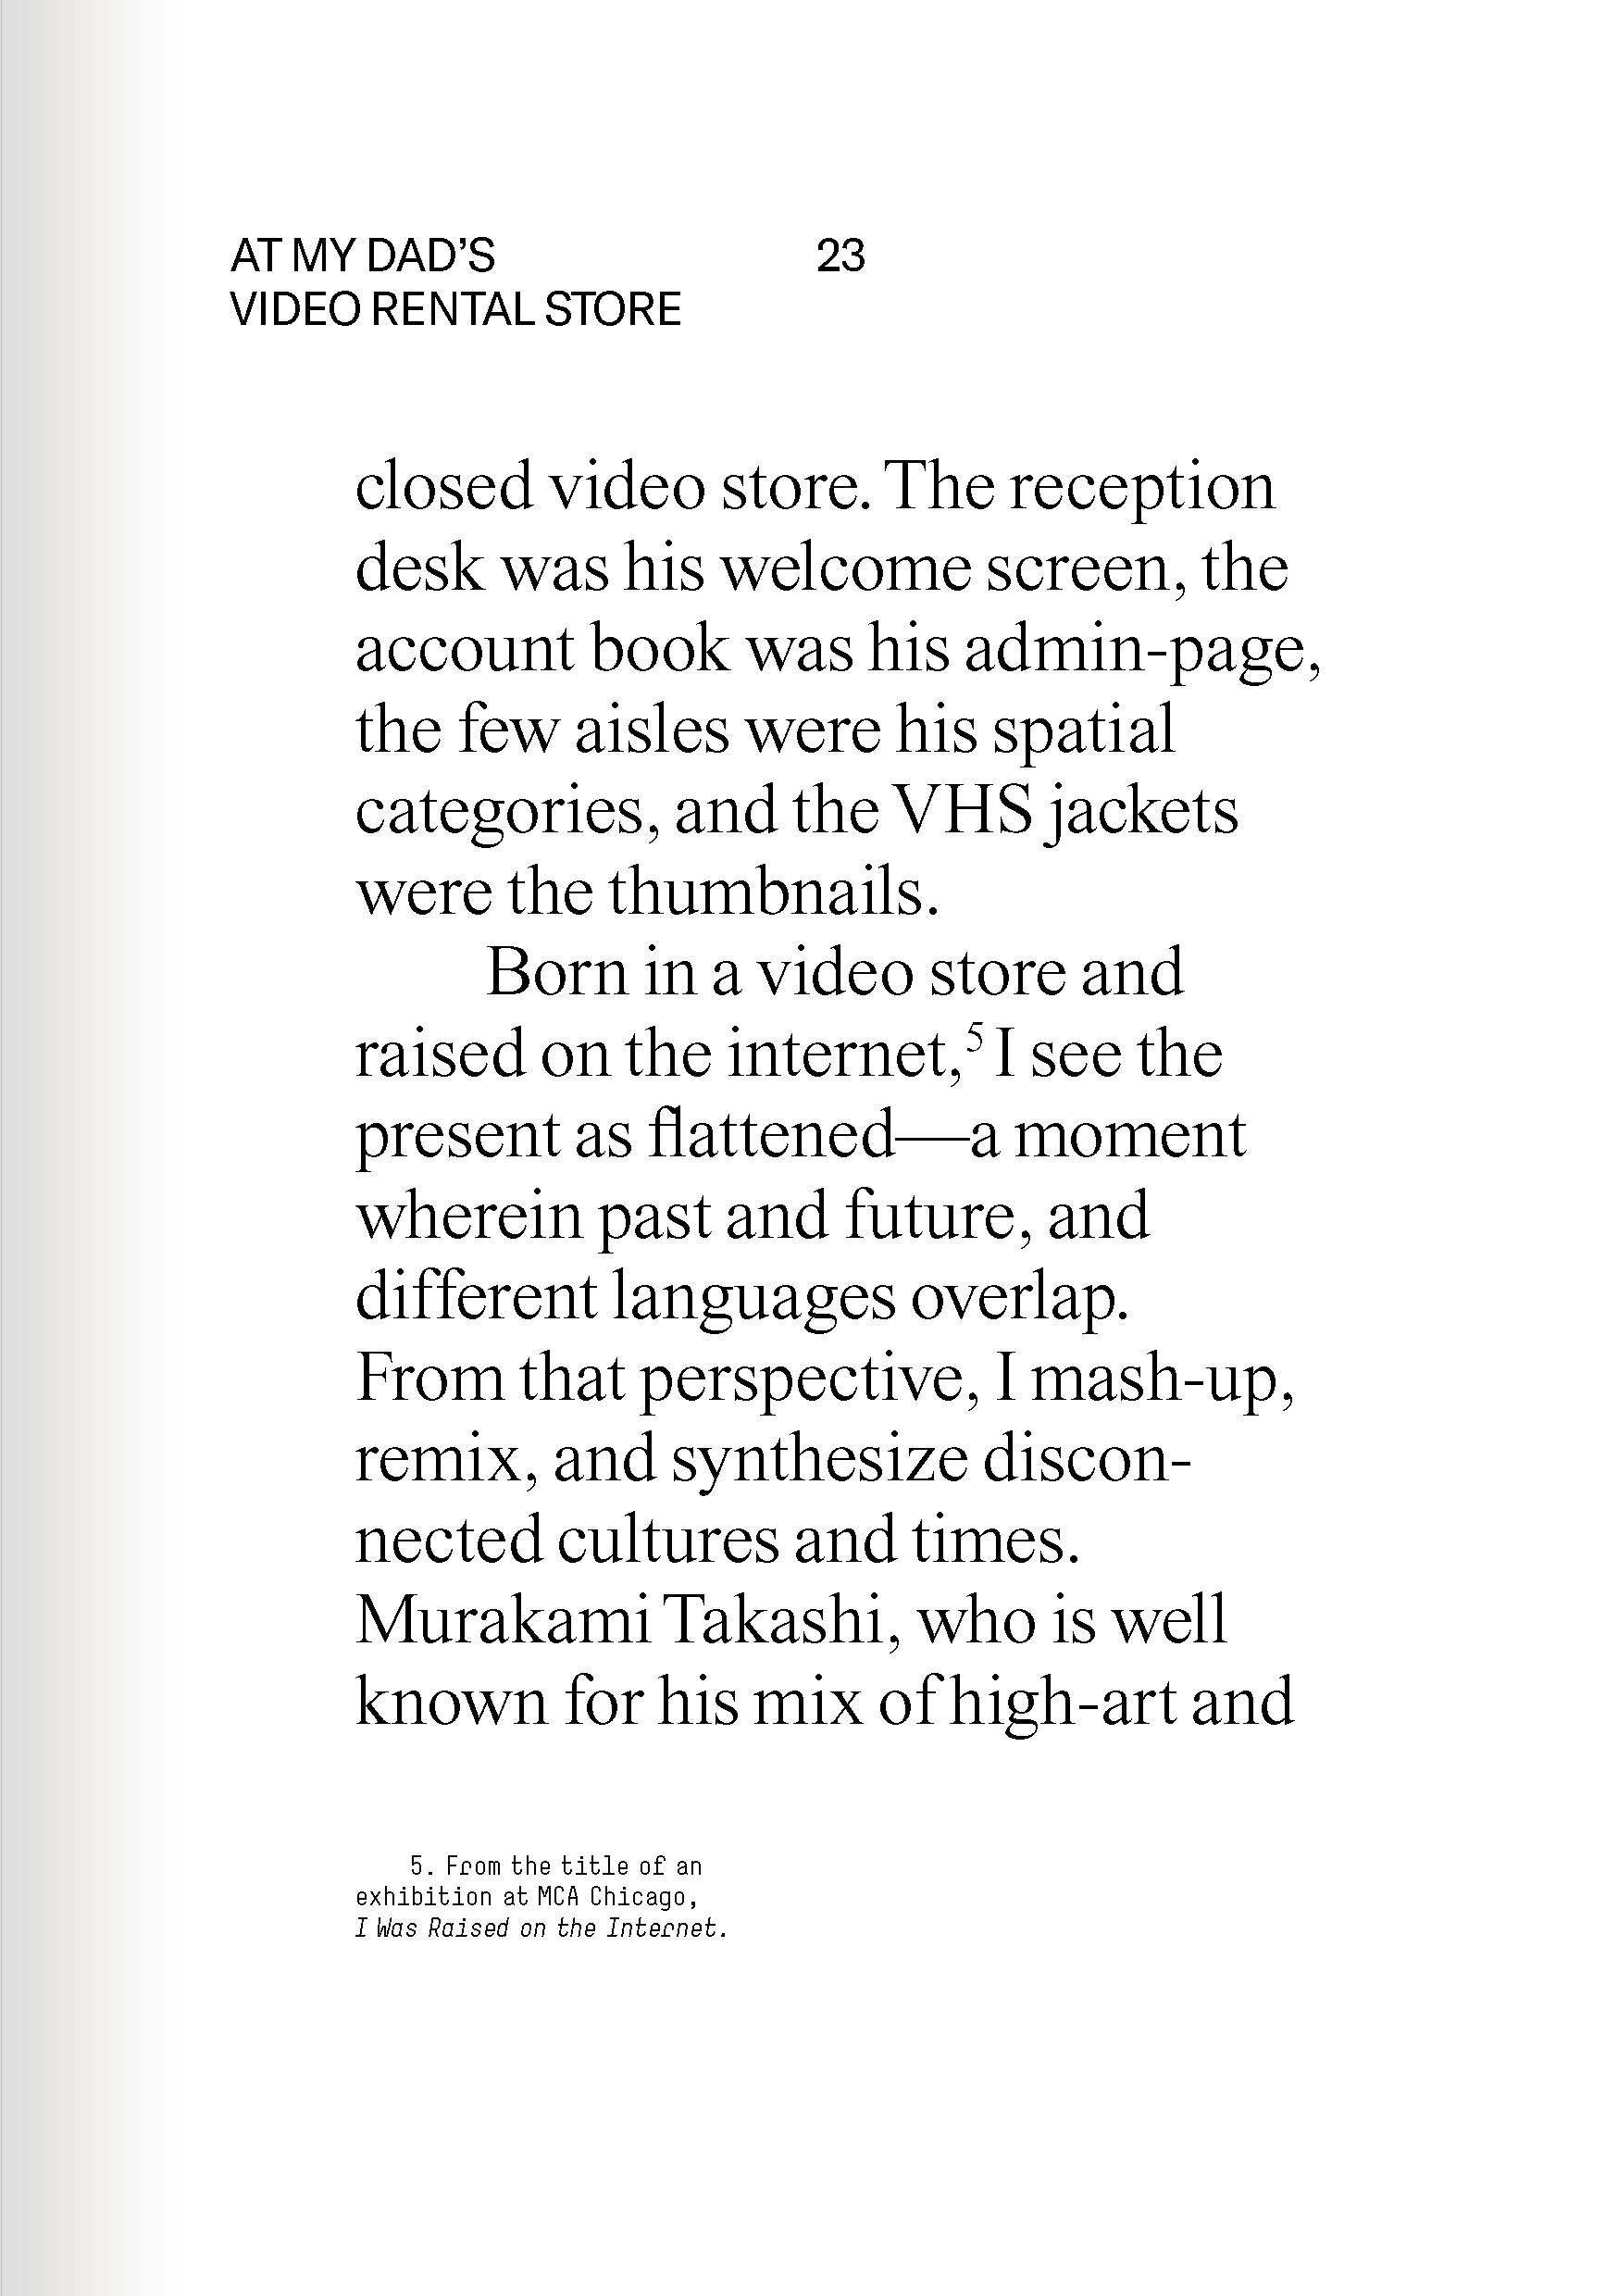 AT MY DAD’S
VIDEO RENTAL STORE
23
closed video store. The reception
desk was his welcome screen, the
account book was his admin-page,
the few aisles were his spatial
categories, and the VHS jackets
were the thumbnails.
Born in a video store and
raised on the internet,⁵ I see the
present as flattened—a moment
wherein past and future, and
different languages overlap.
From that perspective, I mash-up,
remix, and synthesize discon-
nected cultures and times.
Murakami Takashi, who is well
known for his mix of high-art and
5. From the title of an
exhibition at MCA Chicago,
I Was Raised on the Internet.